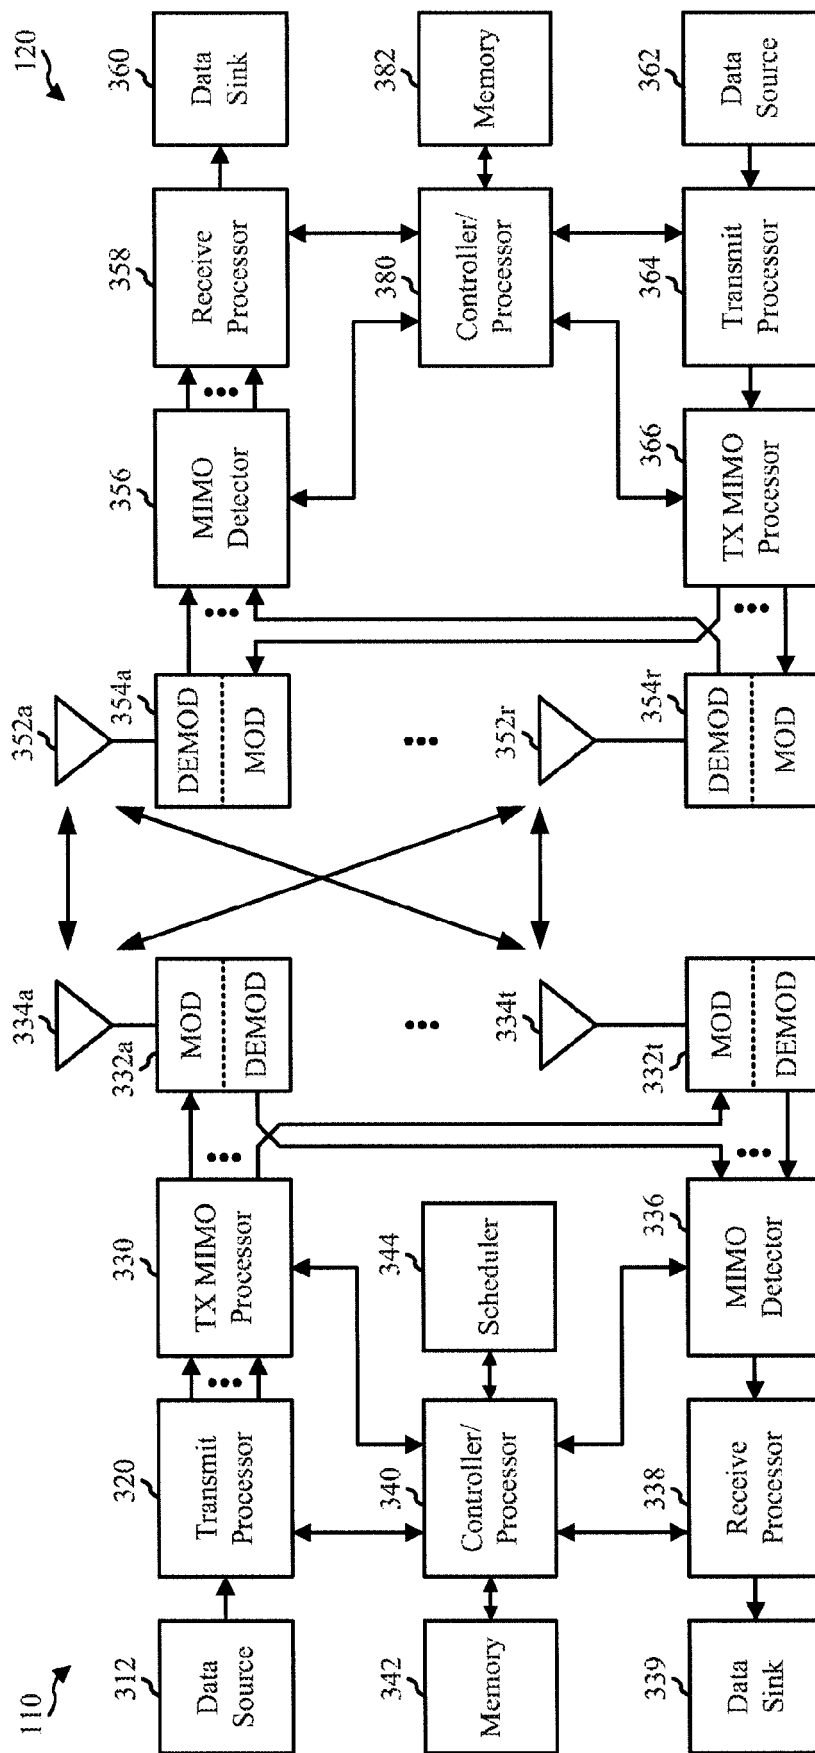 110
312
Data
Source
320
Transmit
Processor
330
TX MIMO
Processor
332a
MOD
DEMOD
334a
342
Memory
340
Controller/
Processor
344
Scheduler
334t
339
Data
Sink
338
Receive
Processor
336
MIMO
Detector
332t
MOD
DEMOD
120
352a
354a
DEMOD
MOD
356
MIMO
Detector
358
Receive
Processor
360
Data
Sink
352r
380
Controller/
Processor
382
Memory
354r
DEMOD
MOD
366
TX MIMO
Processor
364
Transmit
Processor
362
Data
Source